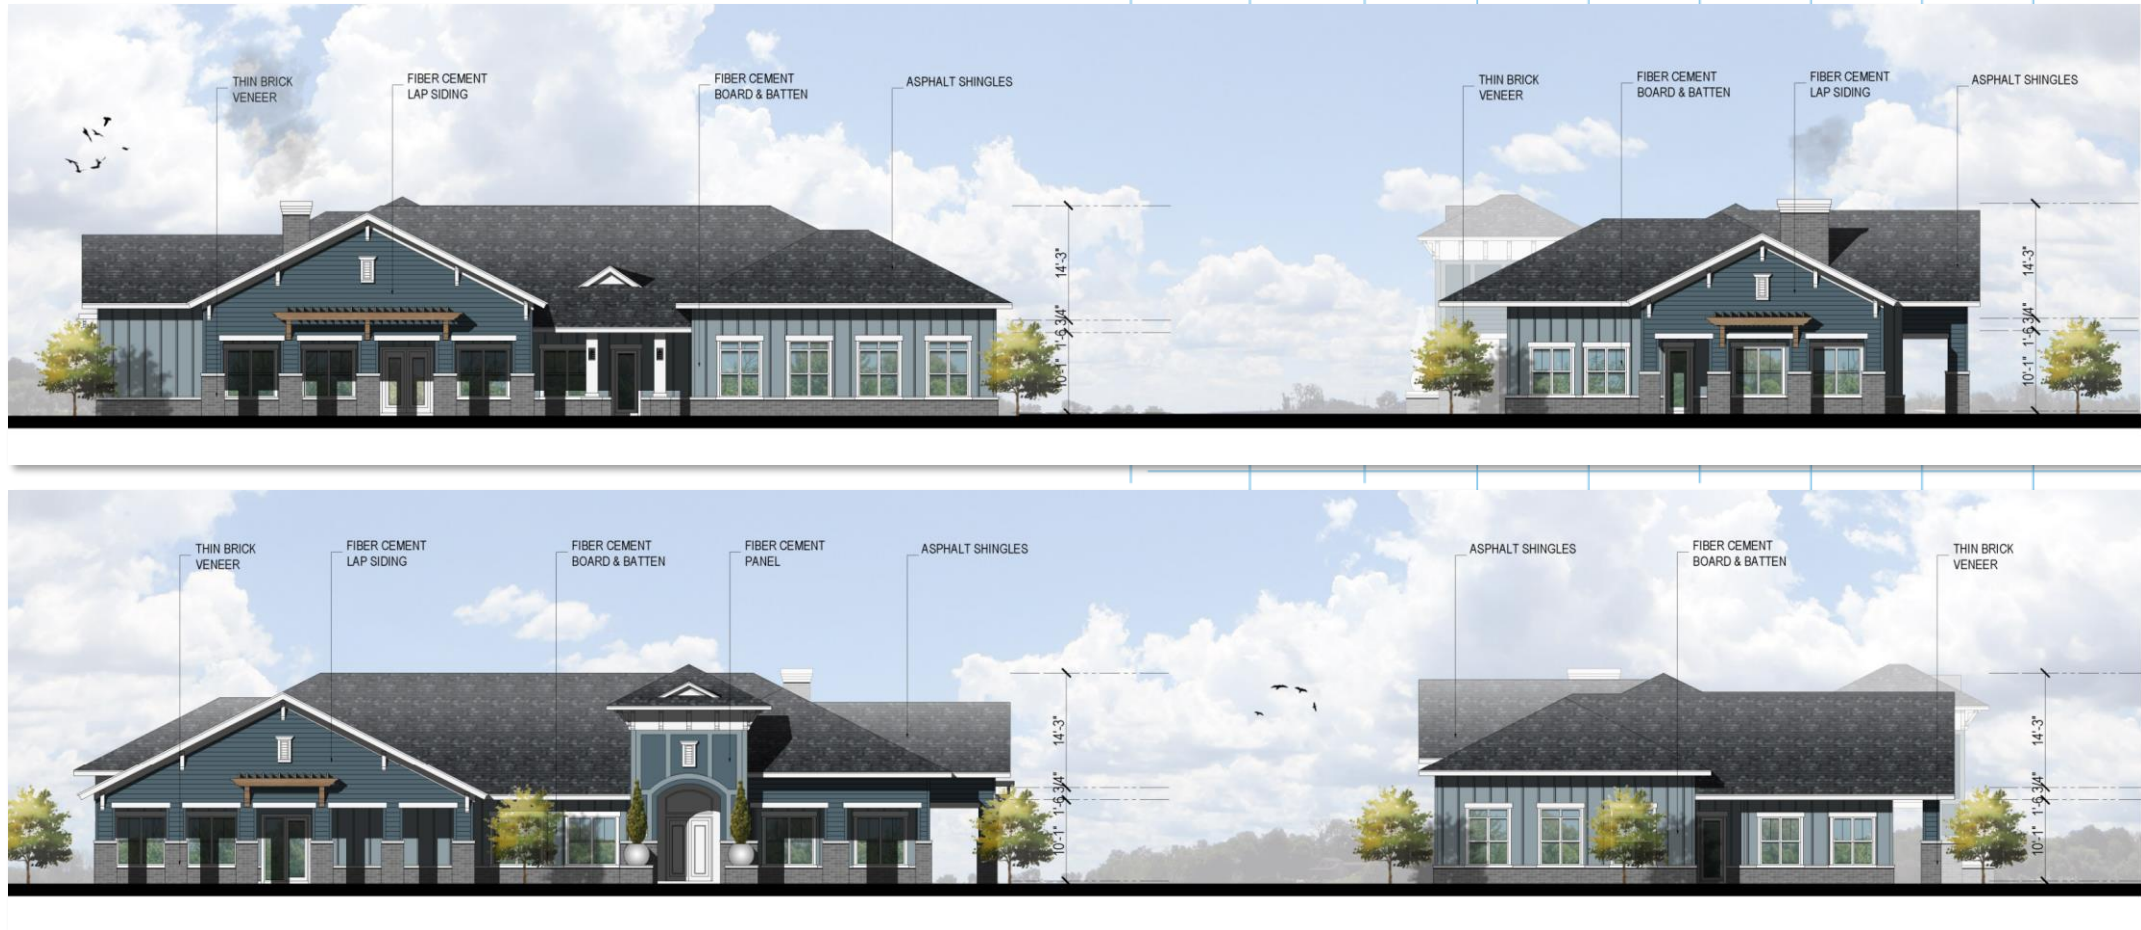 THIN BRICK
VENEER
FIBER CEMENT
LAP SIDING
FIBER CEMENT
BOARD & BATTEN
ASPHALT SHINGLES
14'-3"
1'-6 3/4"
10'-1"
THIN BRICK
VENEER
FIBER CEMENT
BOARD & BATTEN
FIBER CEMENT
LAP SIDING
ASPHALT SHINGLES
14'-3"
1'-6 3/4"
10'-1"
THIN BRICK
VENEER
FIBER CEMENT
LAP SIDING
FIBER CEMENT
BOARD & BATTEN
FIBER CEMENT
PANEL
ASPHALT SHINGLES
14'-3"
1'-6 3/4"
10'-1"
ASPHALT SHINGLES
FIBER CEMENT
BOARD & BATTEN
THIN BRICK
VENEER
14'-3"
1'-6 3/4"
10'-1"